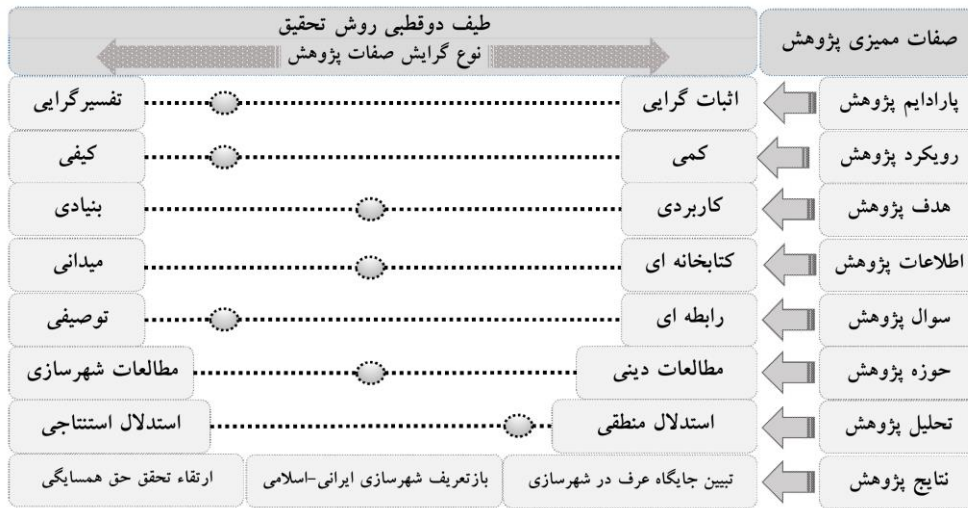 صفات ممیزی پژوهش
طیف دوقطبی روش تحقیق
نوع گرایش صفات پژوهش
پارادایم پژوهش
اثبات گرایی
تفسیرگرایی
رویکرد پژوهش
کمی
کیفی
هدف پژوهش
کاربردی
بنیادی
اطلاعات پژوهش
کتابخانه ای
میدانی
سوال پژوهش
رابطه ای
توصیفی
حوزه پژوهش
مطالعات دینی
مطالعات شهرسازی
تحلیل پژوهش
استدلال منطقی
استدلال استنتاجی
نتایج پژوهش
تبیین جایگاه عرف در شهرسازی
بازتعریف شهرسازی ایرانی-اسلامی
ارتقاء تحقق حق همسایگی